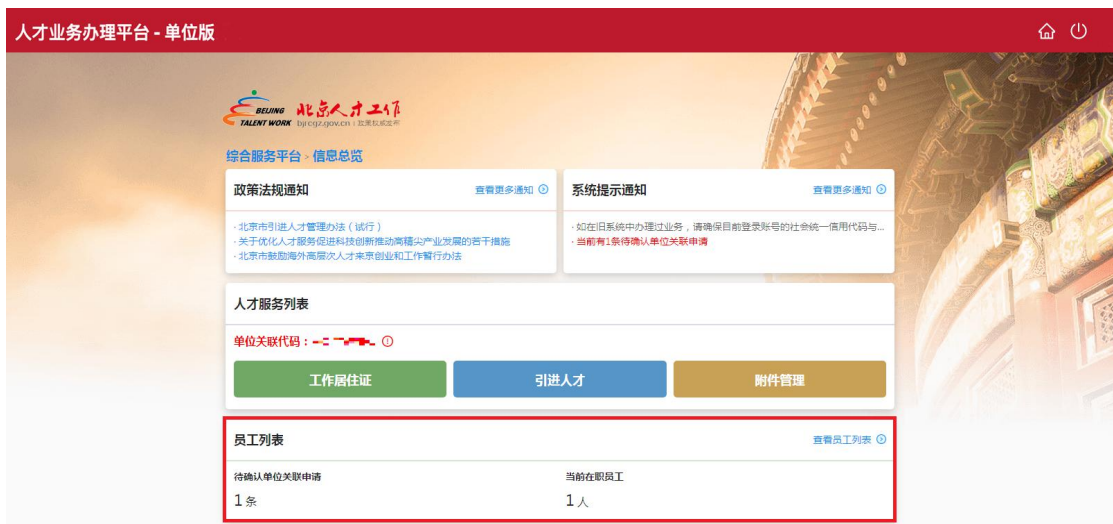 人才业务办理平台 - 单位版
BEIJING
TALENT WORK
北京人才工作
bjrcgz.gov.cn | 政策权威发布
综合服务平台 > 信息总览
政策法规通知
查看更多通知
· 北京市引进人才管理办法（试行）
· 关于优化人才服务促进科技创新推动高精尖产业发展的若干措施
· 北京市鼓励海外高层次人才来京创业和工作暂行办法
系统提示通知
查看更多通知
· 如在旧系统中办理过业务，请确保目前登录账号的社会统一信用代码与...
· 当前有1条待确认单位关联申请
人才服务列表
单位关联代码：
工作居住证
引进人才
附件管理
员工列表
查看员工列表
待确认单位关联申请
当前在职员工
1 条
1 人